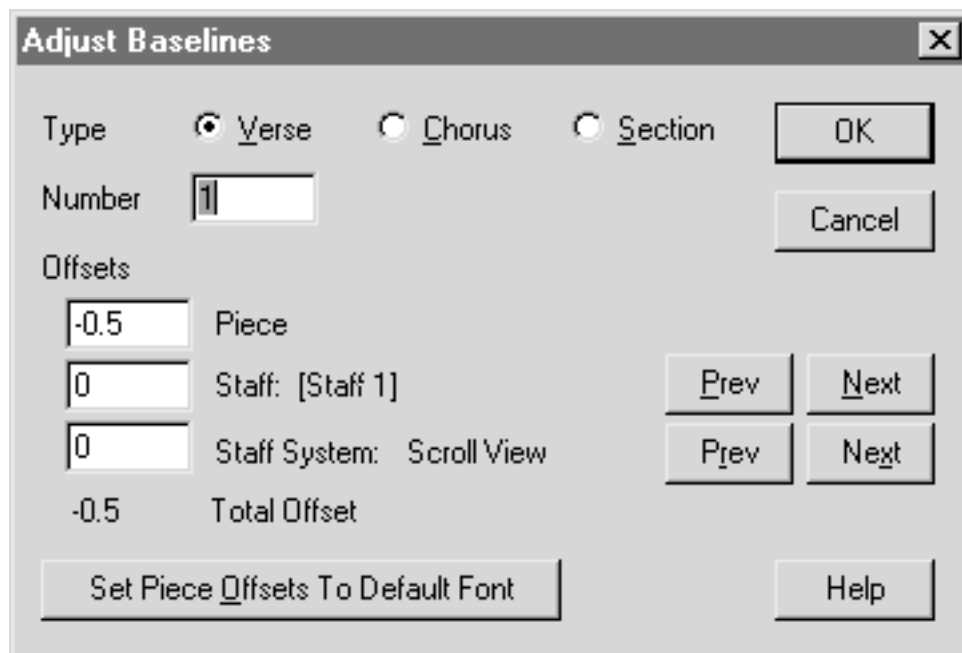 Adjust Baselines
Type Verse Chorus Section OK
Number 1
Cancel
Offsets
-0.5 Piece
0 Staff: [Staff 1] Prev Next
0 Staff System: Scroll View Prev Next
-0.5 Total Offset
Set Piece Offsets To Default Font Help